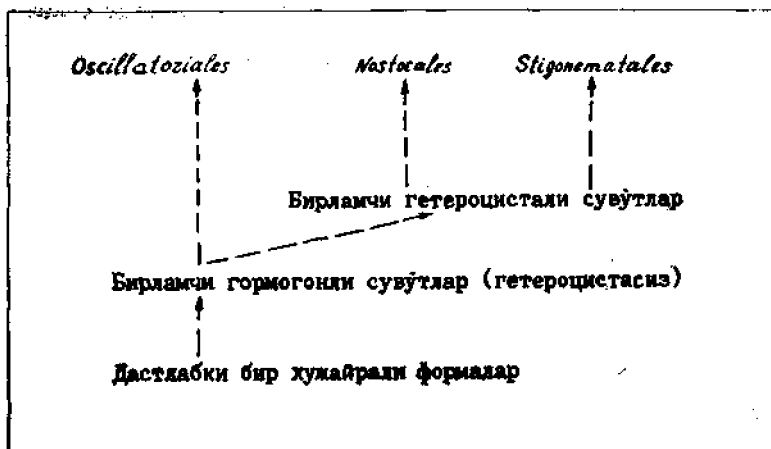 Oscillatoriales Nostocales Stigonematales
Бирламчи гетероцистали сувўтлар
Бирламчи гормогонли сувўтлар (гетероцистасиз)
Дастлабки бир хужайрали формалар